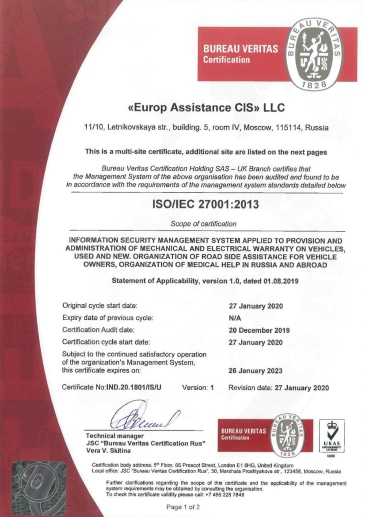 BUREAU VERITAS
Certification
BUREAU VERITAS
1828
«Europ Assistance CIS» LLC
11/10, Letnikovskaya str., building. 5, room IV, Moscow, 115114, Russia
This is a multi-site certificate, additional site are listed on the next pages
Bureau Veritas Certification Holding SAS – UK Branch certifies that
the Management System of the above organisation has been audited and found to be
in accordance with the requirements of the management system standards detailed below
ISO/IEC 27001:2013
Scope of certification
INFORMATION SECURITY MANAGEMENT SYSTEM APPLIED TO PROVISION AND
ADMINISTRATION OF MECHANICAL AND ELECTRICAL WARRANTY ON VEHICLES,
USED AND NEW. ORGANIZATION OF ROAD SIDE ASSISTANCE FOR VEHICLE
OWNERS, ORGANIZATION OF MEDICAL HELP IN RUSSIA AND ABROAD
Statement of Applicability, version 1.0, dated 01.08.2019
Original cycle start date: 27 January 2020
Expiry date of previous cycle: N/A
Certification Audit date: 20 December 2019
Certification cycle start date: 27 January 2020
Subject to the continued satisfactory operation
of the organization's Management System,
this certificate expires on: 26 January 2023
Certificate No:IND.20.1801/IS/U Version: 1 Revision date: 27 January 2020
Technical manager
JSC "Bureau Veritas Certification Rus"
Vera V. Skitina
BUREAU VERITAS
Certification
BUREAU VERITAS
1828
UKAS
Certification body address: 5th Floor, 66 Prescot Street, London E1 8HG, United Kingdom
Local office: JSC "Bureau Veritas Certification Rus", 30, Marshala Proshlyakova str., 123458, Moscow, Russia
Further clarifications regarding the scope of this certificate and the applicability of the management
system requirements may be obtained by consulting the organisation.
To check this certificate validity please call: +7 495 228 7848
Page 1 of 2